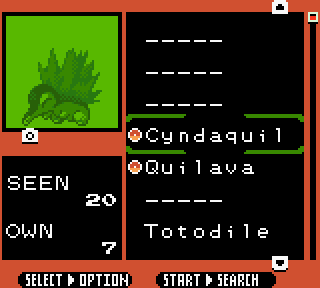 -----
-----
-----
Cyndaquil
Quilava
-----
Totodile
SEEN
20
OWN
7
SELECT▶OPTION
START▶SEARCH